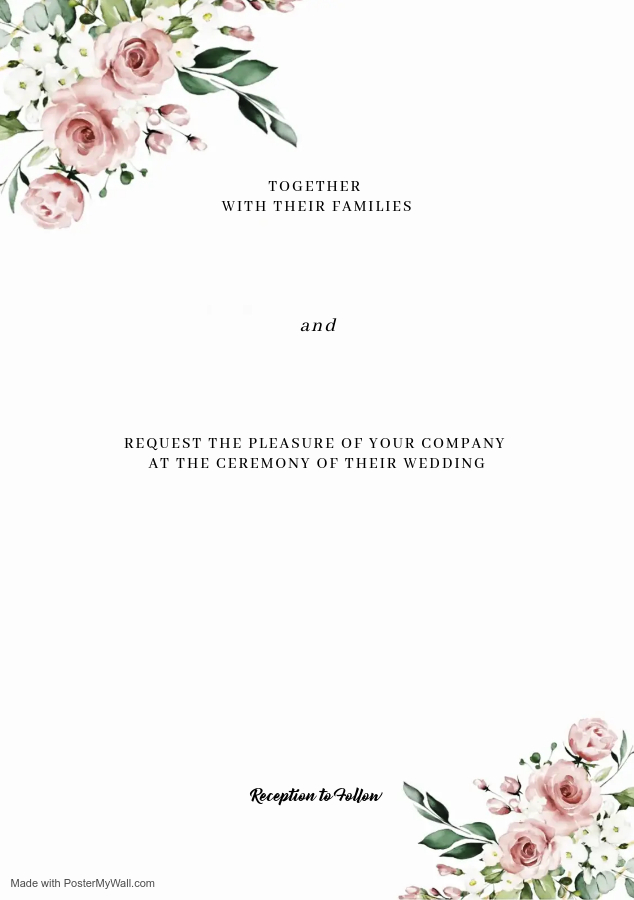 TOGETHER
WITH THEIR FAMILIES
and
REQUEST THE PLEASURE OF YOUR COMPANY
AT THE CEREMONY OF THEIR WEDDING
Reception to Follow
Made with PosterMyWall.com